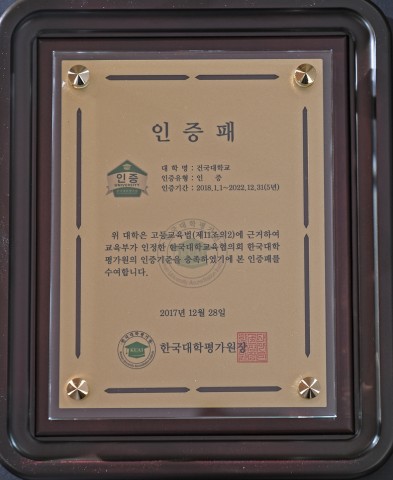 인증패
인증
UNIVERSITY
대 학 명 : 건국대학교
인증유형 : 인 증
인증기간 : 2018.1.1~2022.12.31(5년)
위 대학은 고등교육법(제11조의2)에 근거하여
교육부가 인정한 한국대학교육협의회 한국대학
평가원의 인증기준을 충족하였기에 본 인증패를
수여합니다.
2017년 12월 28일
한국대학평가원장